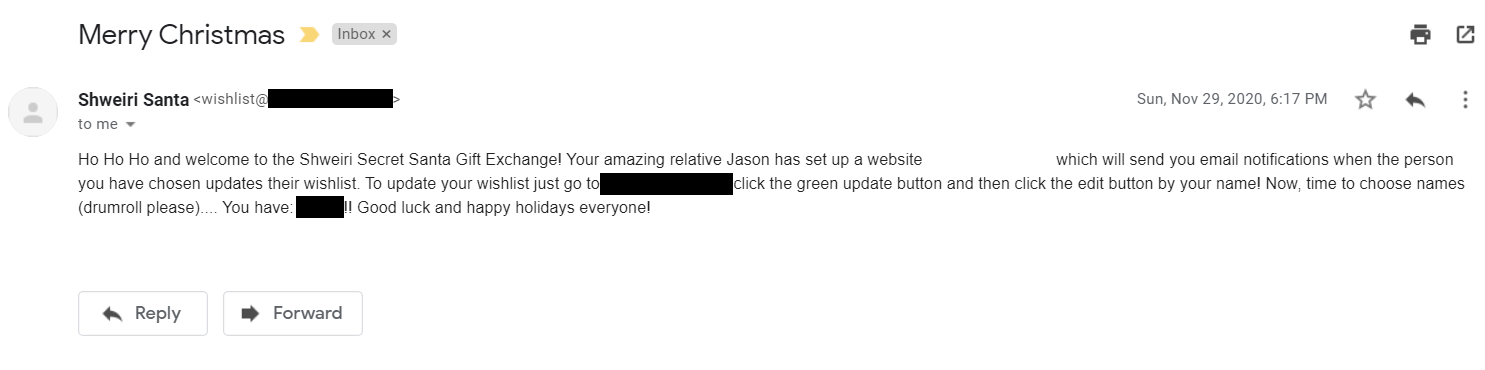 Merry Christmas Inbox ×
Shweiri Santa <wishlist@ > Sun, Nov 29, 2020, 6:17 PM
to me
Ho Ho Ho and welcome to the Shweiri Secret Santa Gift Exchange! Your amazing relative Jason has set up a website which will send you email notifications when the person
you have chosen updates their wishlist. To update your wishlist just go to click the green update button and then click the edit button by your name! Now, time to choose names
(drumroll please).... You have: !! Good luck and happy holidays everyone!
Reply Forward